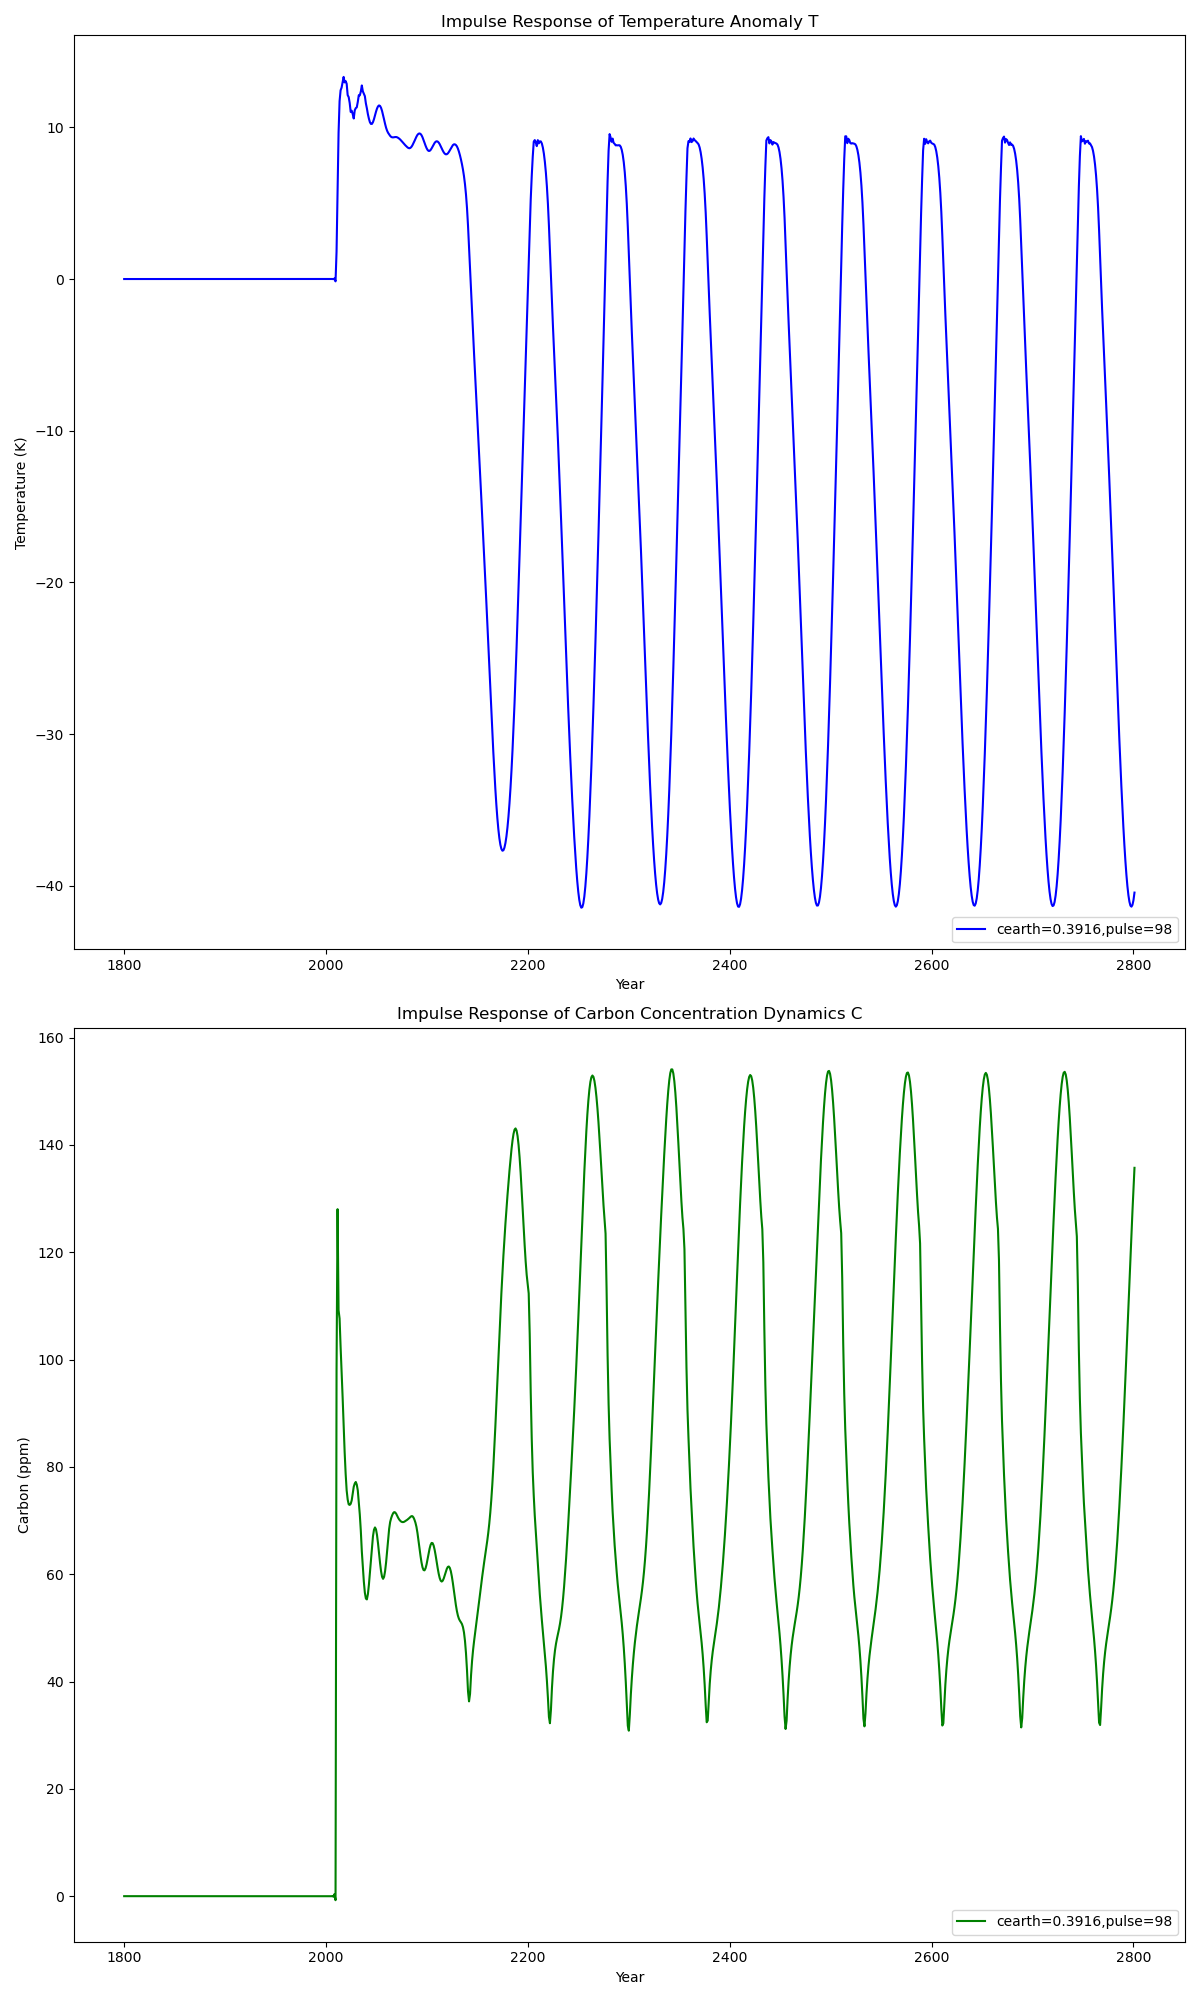 Impulse Response of Temperature Anomaly T
Temperature (K)
10
0
−10
−20
−30
−40
cearth=0.3916,pulse=98
1800 2000 2200 2400 2600 2800
Year
Impulse Response of Carbon Concentration Dynamics C
Carbon (ppm)
160
140
120
100
80
60
40
20
0
cearth=0.3916,pulse=98
1800 2000 2200 2400 2600 2800
Year